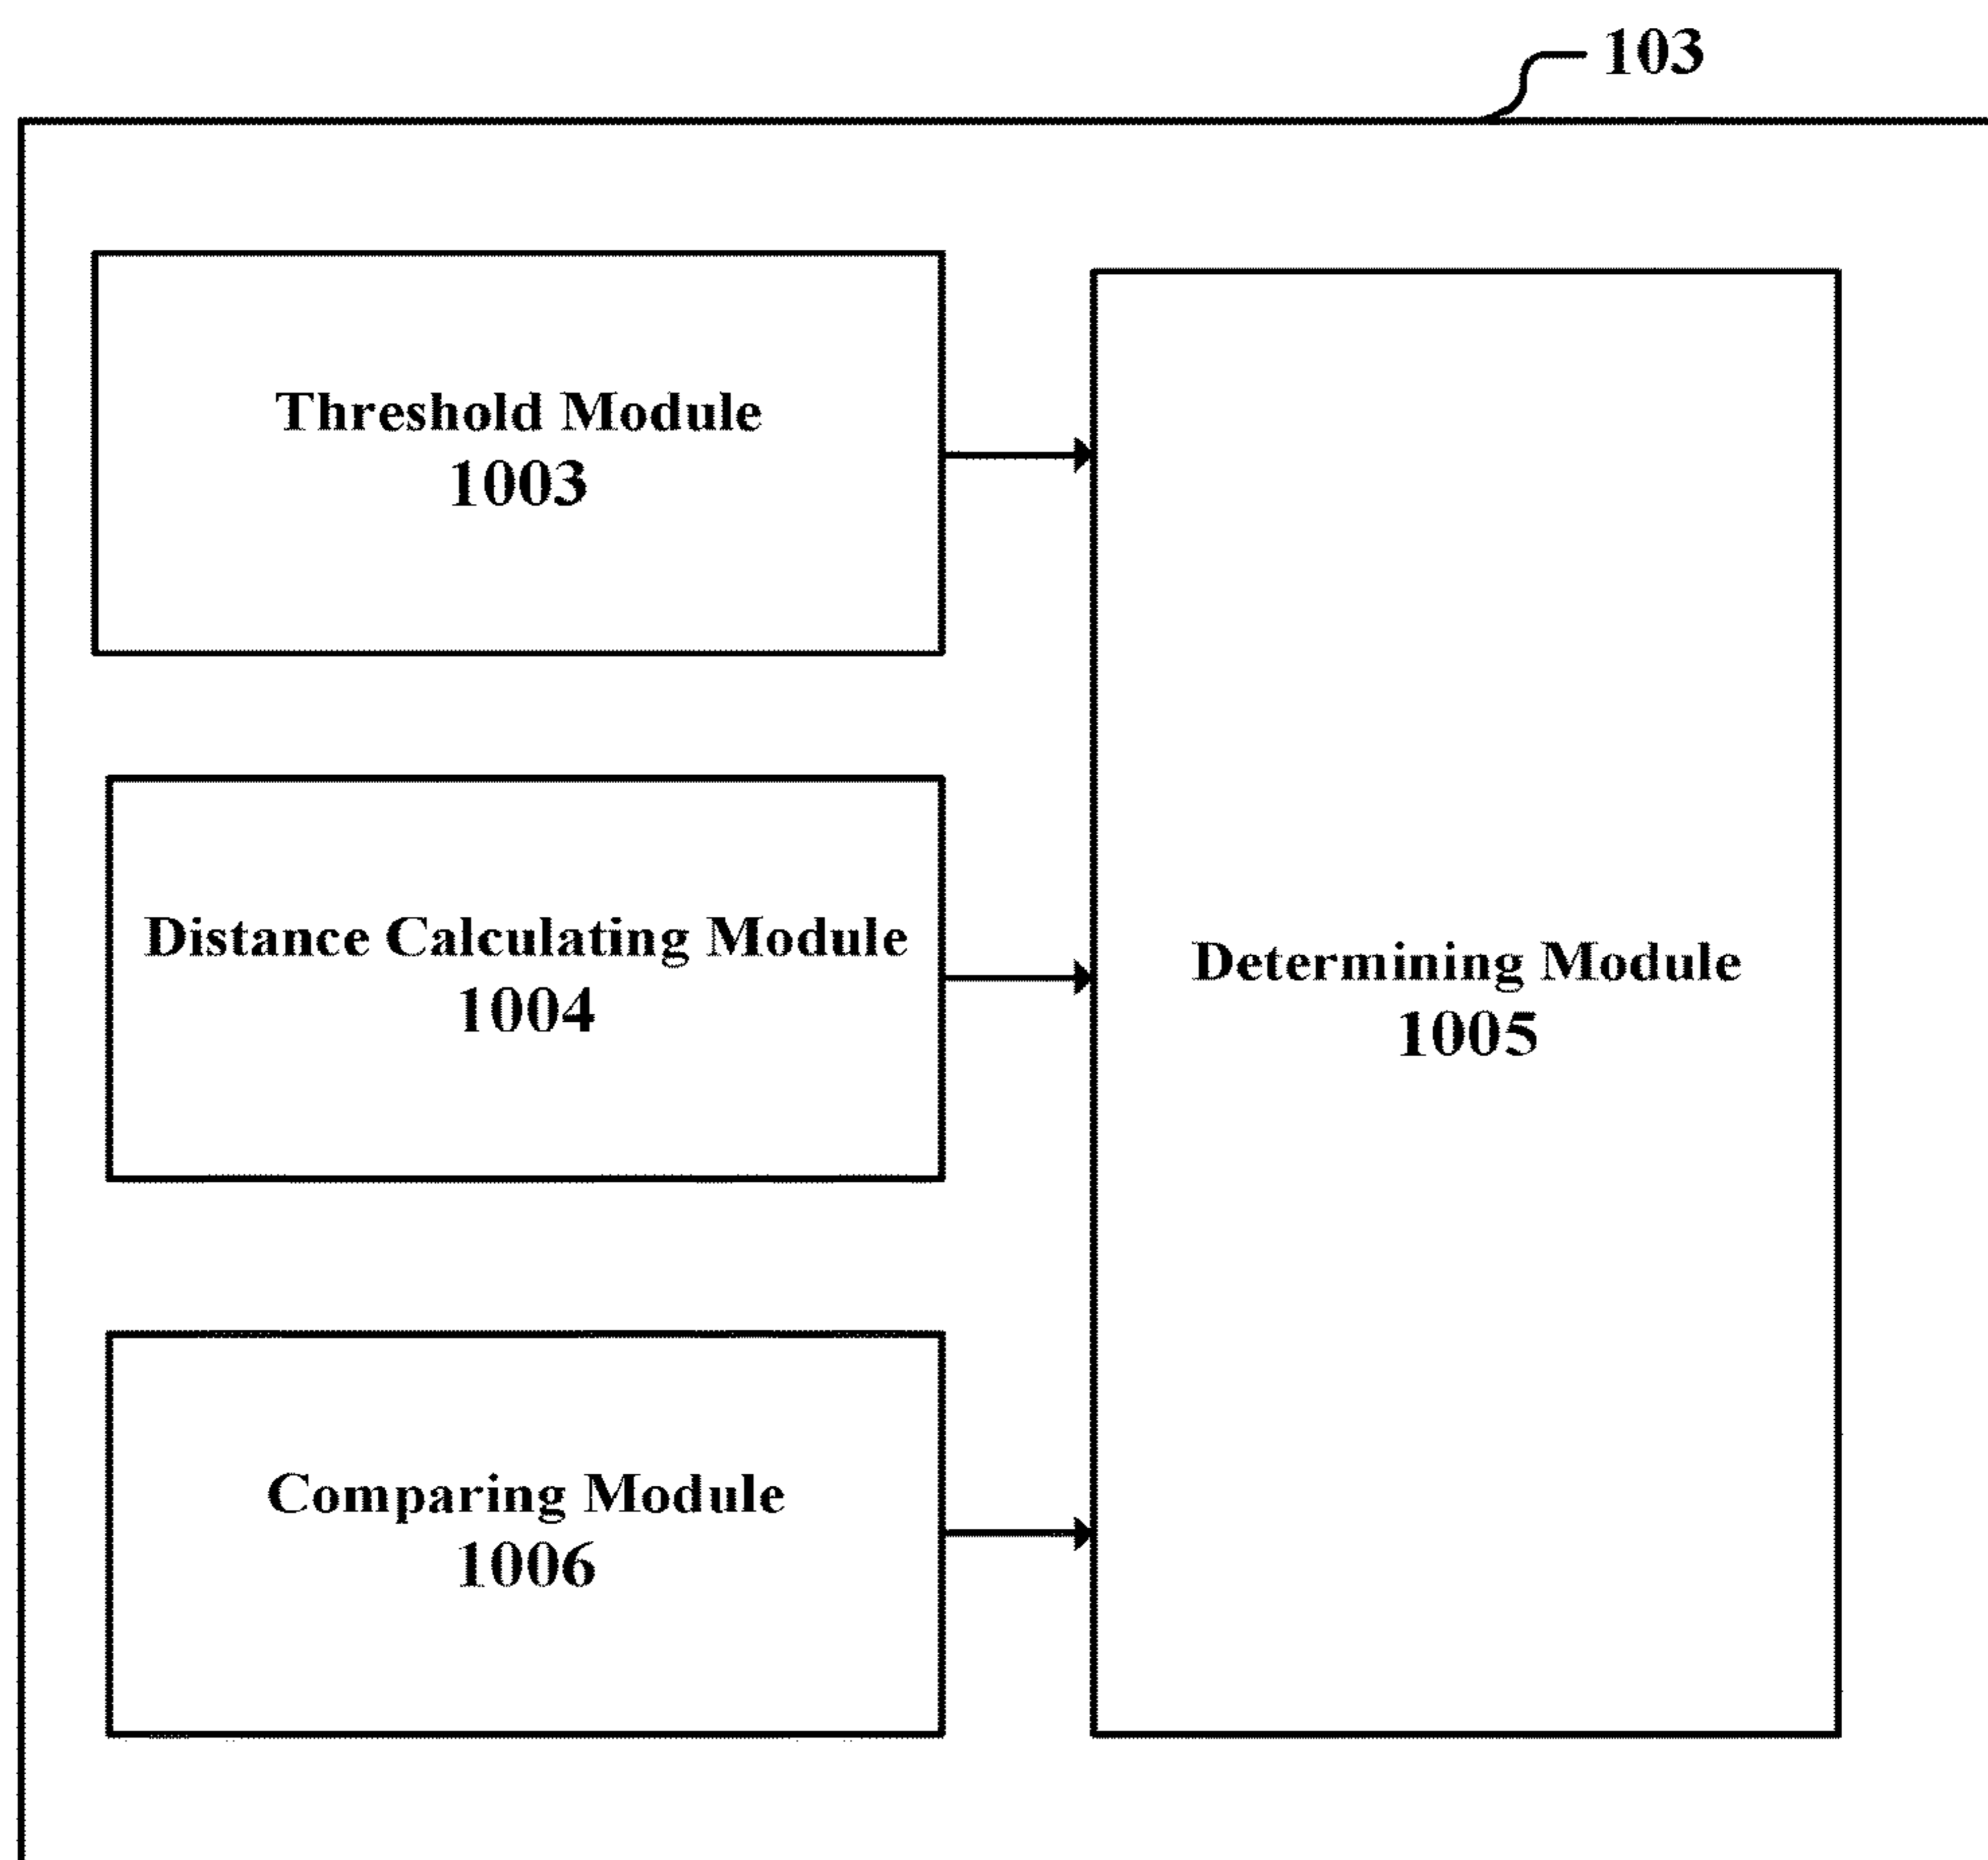 103
Threshold Module
1003
Distance Calculating Module
1004
Determining Module
1005
Comparing Module
1006